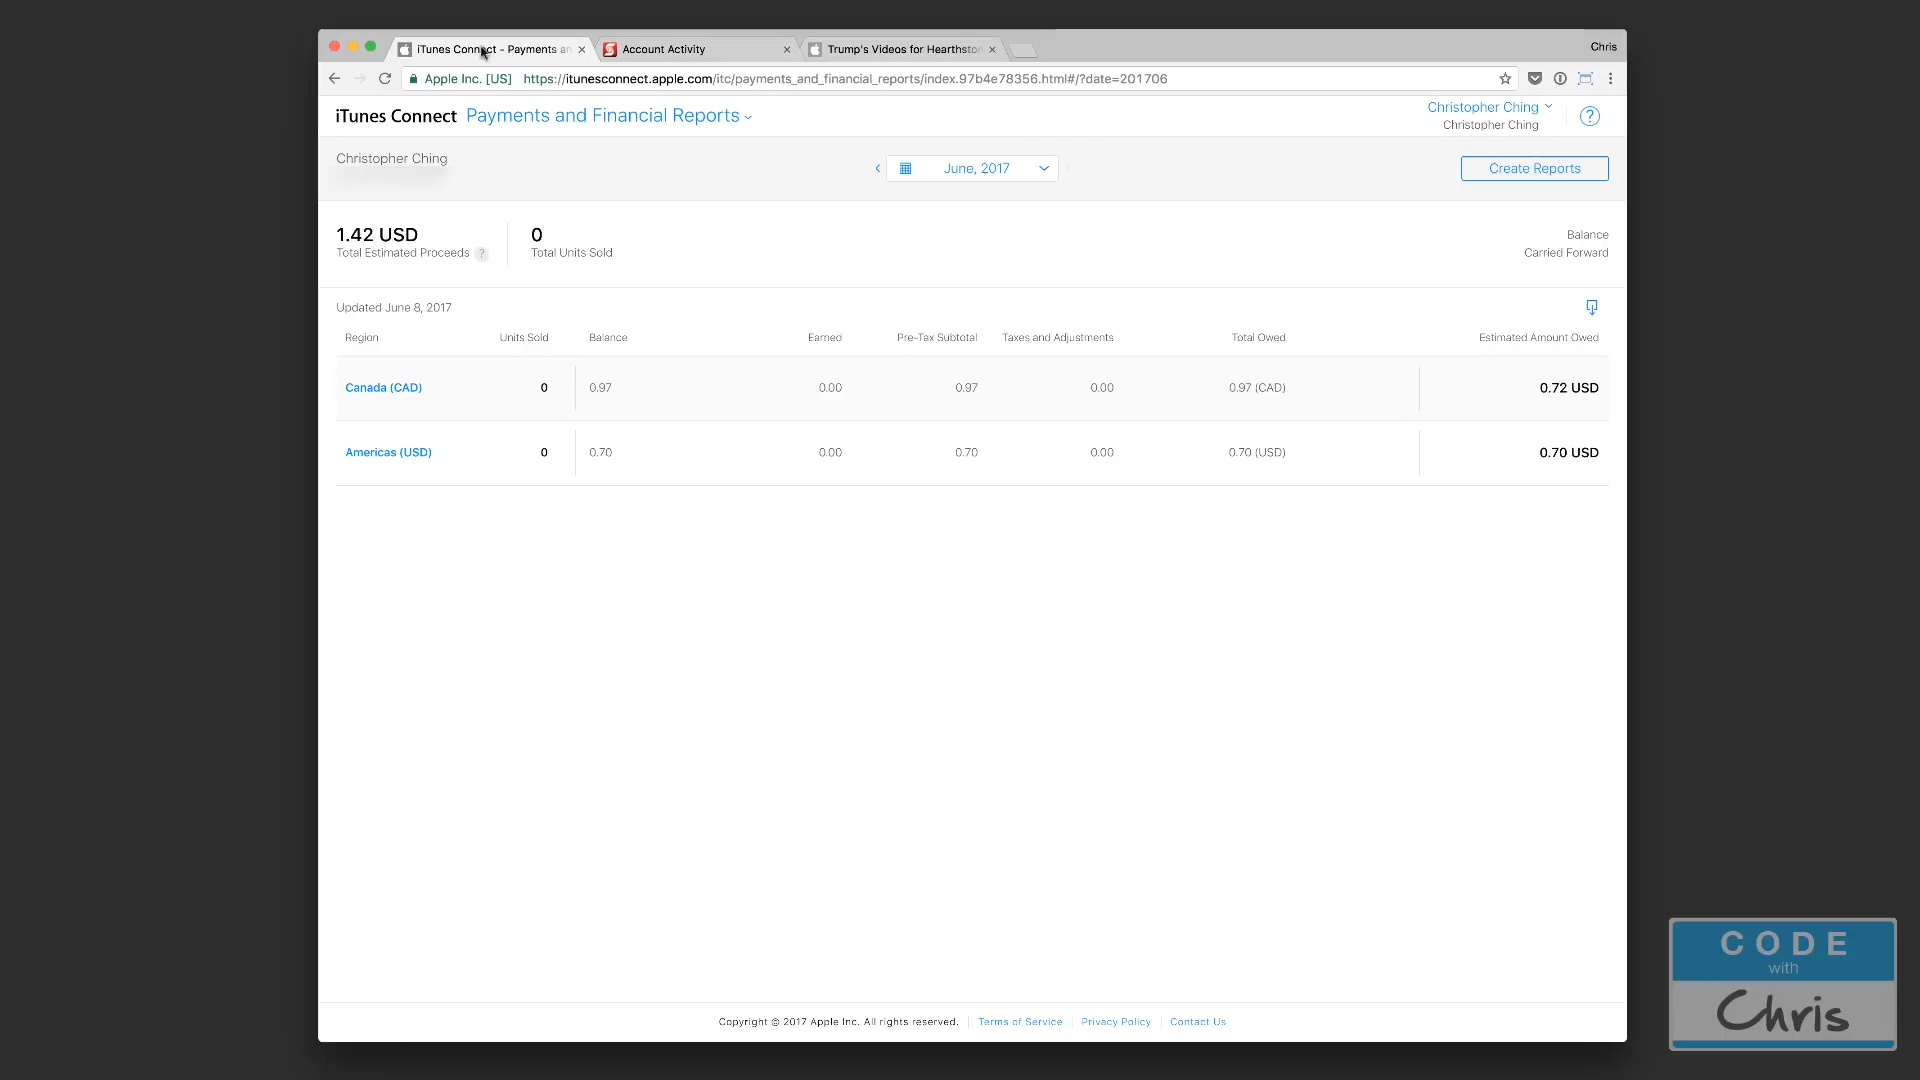 iTunes Connect - Payments an
Account Activity
Trump's Videos for Hearthston
Chris
Apple Inc. [US] https://itunesconnect.apple.com/itc/payments_and_financial_reports/index.97b4e78356.html#/?date=201706
iTunes Connect Payments and Financial Reports
Christopher Ching
Christopher Ching
?
Christopher Ching
June, 2017
Create Reports
1.42 USD
Total Estimated Proceeds ?
0
Total Units Sold
Balance
Carried Forward
Updated June 8, 2017
Region Units Sold Balance Earned Pre-Tax Subtotal Taxes and Adjustments Total Owed Estimated Amount Owed
Canada (CAD) 0 0.97 0.00 0.97 0.00 0.97 (CAD) 0.72 USD
Americas (USD) 0 0.70 0.00 0.70 0.00 0.70 (USD) 0.70 USD
Copyright © 2017 Apple Inc. All rights reserved. Terms of Service Privacy Policy Contact Us
CODE
with
Chris